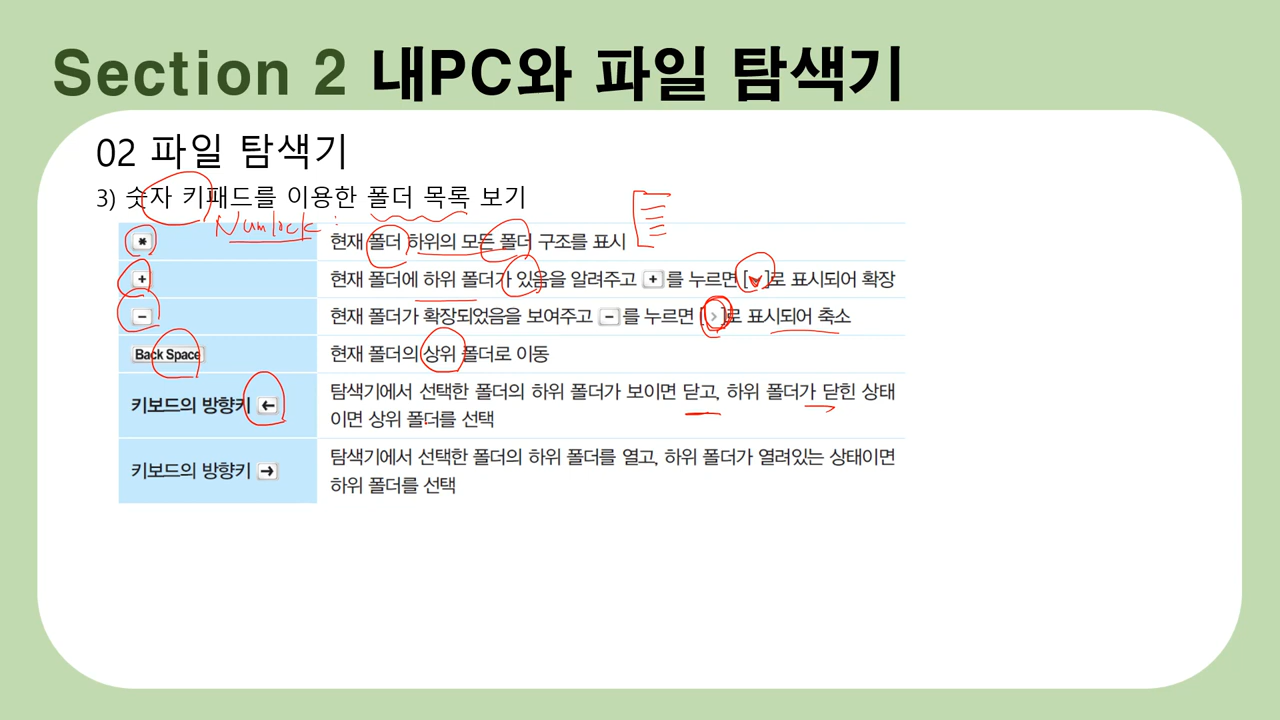 Section 2 내PC와 파일 탐색기
02 파일 탐색기
3) 숫자 키패드를 이용한 폴더 목록 보기
Numlock :
* 현재 폴더 하위의 모든 폴더 구조를 표시
+ 현재 폴더에 하위 폴더가 있음을 알려주고 + 를 누르면 [∨]로 표시되어 확장
- 현재 폴더가 확장되었음을 보여주고 - 를 누르면 [>]로 표시되어 축소
Back Space 현재 폴더의 상위 폴더로 이동
키보드의 방향키 ← 탐색기에서 선택한 폴더의 하위 폴더가 보이면 닫고, 하위 폴더가 닫힌 상태
이면 상위 폴더를 선택
키보드의 방향키 → 탐색기에서 선택한 폴더의 하위 폴더를 열고, 하위 폴더가 열려있는 상태이면
하위 폴더를 선택